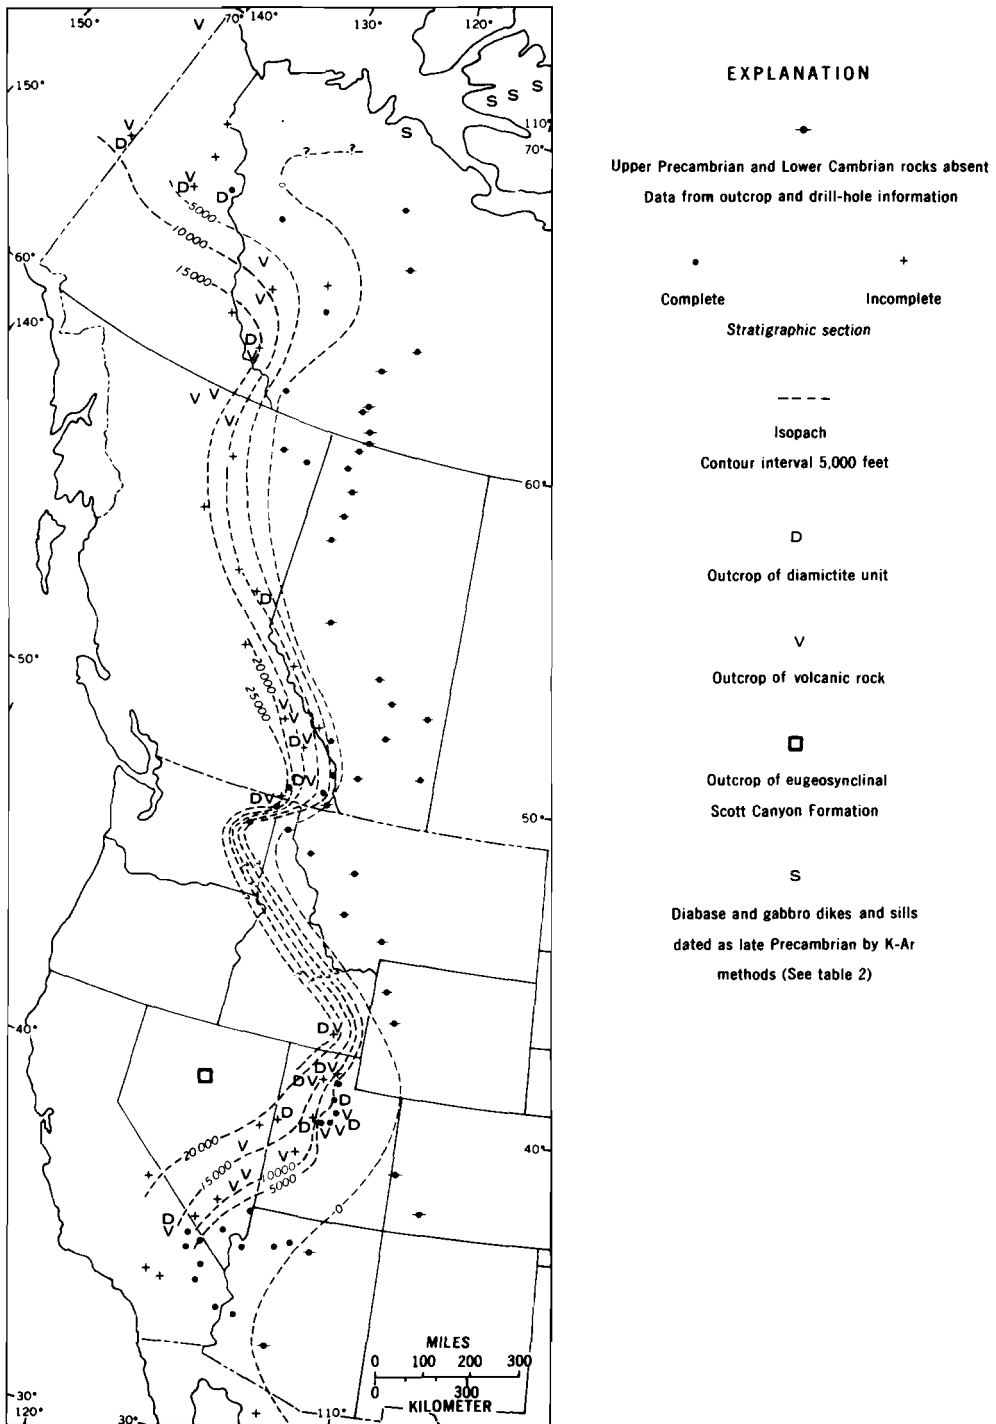 150°
V
70°
140°
130°
120°
150°
S
S
S
110°
70°
S
V
D
? ?
V
D
D
5000
0
10000
15000
V
V
60°
140°
D
V
V V
V
60°
D
50°
20000
25000
V
V
D V
D V
D V
50°
D V
40°
D V
D V
D
V
D
D
V V
D
20000
V
V
15000
V
V
10000
5000
40°
0
D
V
MILES
0 100 200 300
0 300
KILOMETER
30°
120°
30°
110°
EXPLANATION
Upper Precambrian and Lower Cambrian rocks absent
Data from outcrop and drill-hole information
Complete Incomplete
Stratigraphic section
Isopach
Contour interval 5,000 feet
D
Outcrop of diamictite unit
V
Outcrop of volcanic rock
Outcrop of eugeosynclinal
Scott Canyon Formation
S
Diabase and gabbro dikes and sills
dated as late Precambrian by K-Ar
methods (See table 2)